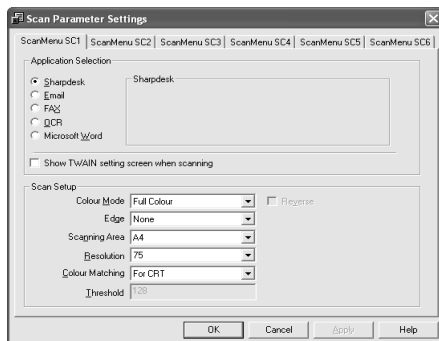 Scan Parameter Settings
ScanMenu SC1 ScanMenu SC2 ScanMenu SC3 ScanMenu SC4 ScanMenu SC5 ScanMenu SC6
Application Selection
Sharpdesk
Email
FAX
OCR
Microsoft Word
Sharpdesk
Show TWAIN setting screen when scanning
Scan Setup
Colour Mode Full Colour Reverse
Edge None
Scanning Area A4
Resolution 75
Colour Matching For CRT
Threshold 128
OK Cancel Apply Help